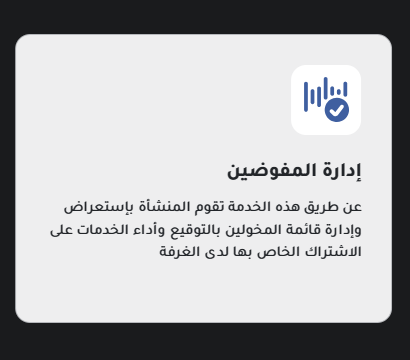 إدارة المفوضين
عن طريق هذه الخدمة تقوم المنشأة بإستعراض
وإدارة قائمة المخولين بالتوقيع وأداء الخدمات على
الاشتراك الخاص بها لدى الغرفة